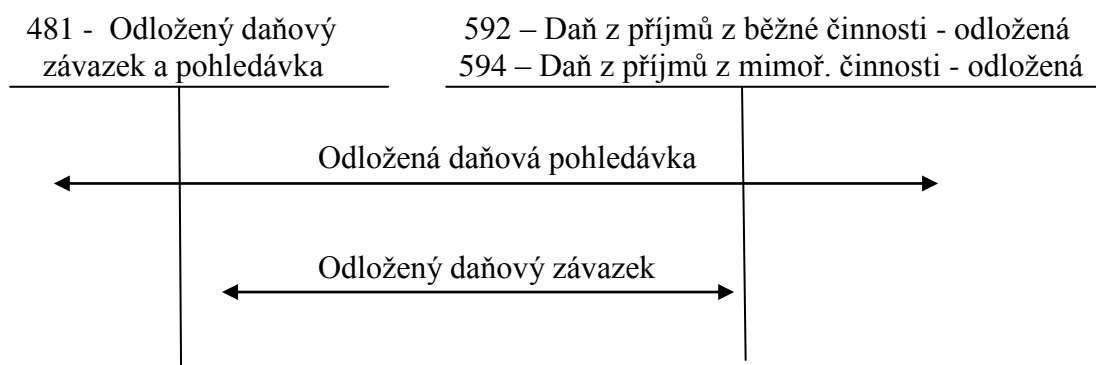 481 - Odložený daňový
závazek a pohledávka
592 – Daň z příjmů z běžné činnosti - odložená
594 – Daň z příjmů z mimoř. činnosti - odložená
Odložená daňová pohledávka
Odložený daňový závazek